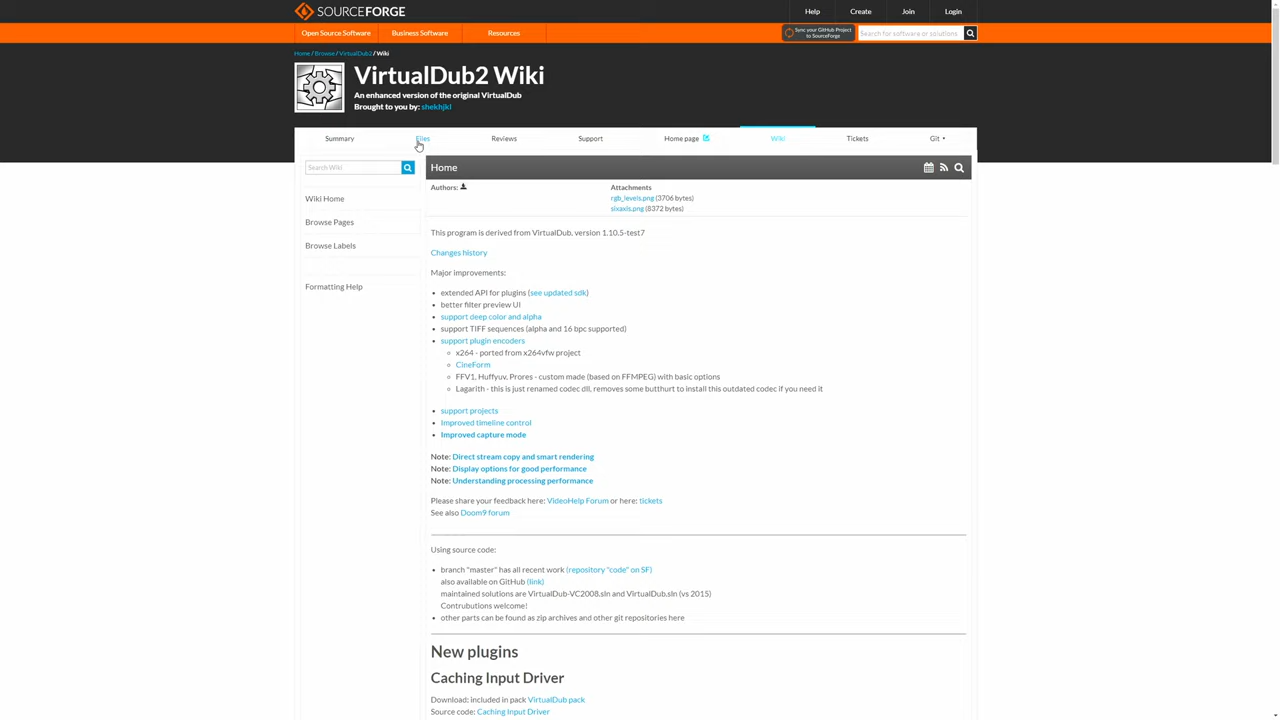 SOURCEFORGE
Help
Create
Join
Login
Open Source Software
Business Software
Resources
Sync your GitHub Project to SourceForge
Search for software or solutions
Home / Browse / VirtualDub2 / Wiki
VirtualDub2 Wiki
An enhanced version of the original VirtualDub
Brought to you by: shekhjkl
Summary
Files
Reviews
Support
Home page
Wiki
Tickets
Git
Search Wiki
Wiki Home
Browse Pages
Browse Labels
Formatting Help
Home
Authors:
Attachments
rgb_levels.png (3706 bytes)
sixaxis.png (8372 bytes)
This program is derived from VirtualDub, version 1.10.5-test7
Changes history
Major improvements:
extended API for plugins (see updated sdk)
better filter preview UI
support deep color and alpha
support TIFF sequences (alpha and 16 bpc supported)
support plugin encoders
x264 - ported from x264vfw project
CineForm
FFV1, Huffyuv, Prores - custom made (based on FFMPEG) with basic options
Lagarith - this is just renamed codec dll, removes some butthurt to install this outdated codec if you need it
support projects
Improved timeline control
Improved capture mode
Note: Direct stream copy and smart rendering
Note: Display options for good performance
Note: Understanding processing performance
Please share your feedback here: VideoHelp Forum or here: tickets
See also Doom9 forum
Using source code:
branch "master" has all recent work (repository "code" on SF)
also available on GitHub (link)
maintained solutions are VirtualDub-VC2008.sln and VirtualDub.sln (vs 2015)
Contrubutions welcome!
other parts can be found as zip archives and other git repositories here
New plugins
Caching Input Driver
Download: included in pack VirtualDub pack
Source code: Caching Input Driver